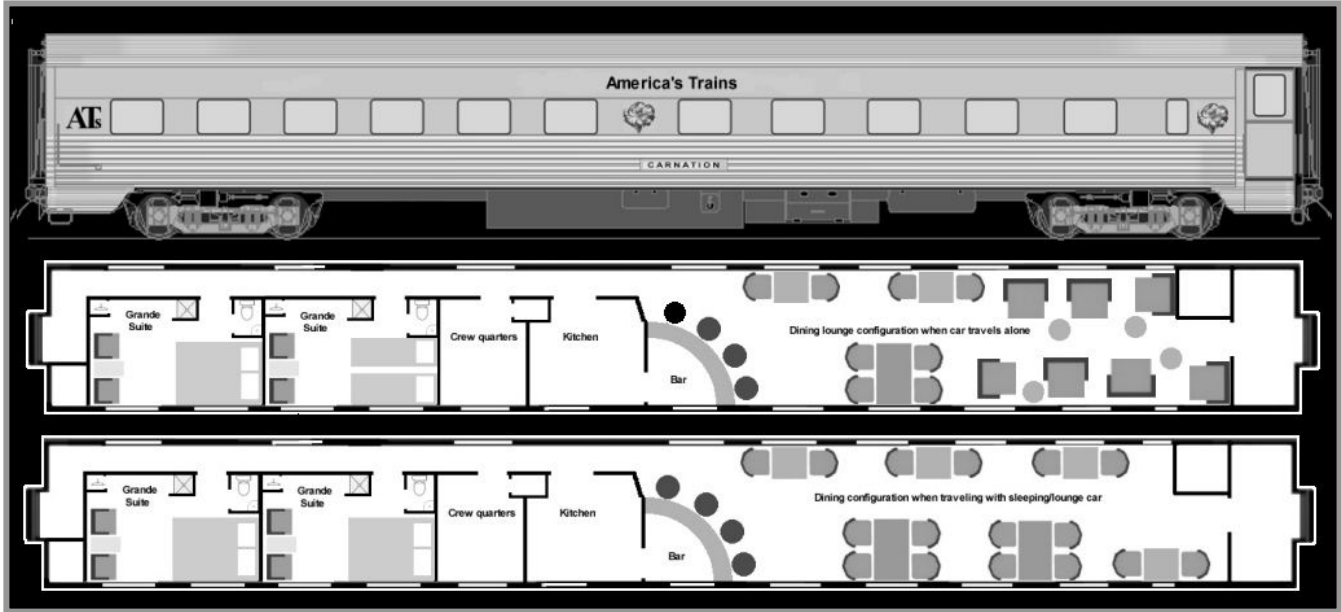 America's Trains
ATs
CARNATION
Grande
Suite
Grande
Suite
Crew quarters
Kitchen
Bar
Dining lounge configuration when car travels alone
Grande
Suite
Grande
Suite
Crew quarters
Kitchen
Bar
Dining configuration when traveling with sleeping/lounge car